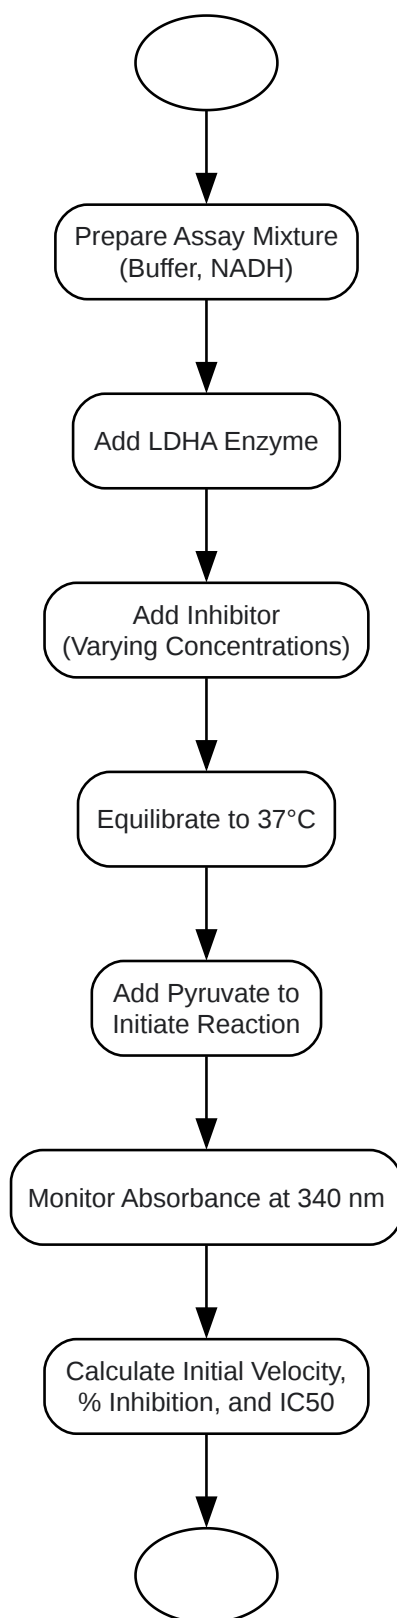 Prepare Assay Mixture
(Buffer, NADH)
Add LDHA Enzyme
Add Inhibitor
(Varying Concentrations)
Equilibrate to 37°C
Add Pyruvate to
Initiate Reaction
Monitor Absorbance at 340 nm
Calculate Initial Velocity,
% Inhibition, and IC50